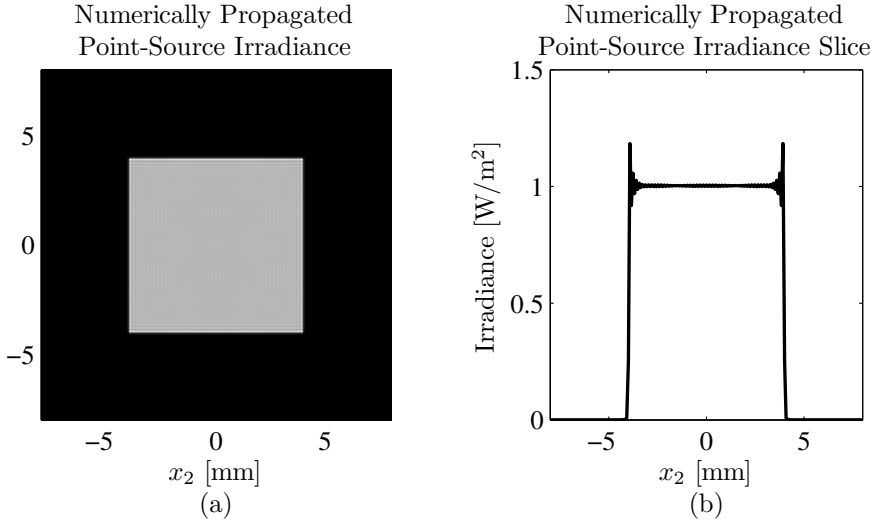 Numerically Propagated
Point-Source Irradiance
5
0
−5
−5 0 5
x₂ [mm]
(a)
Numerically Propagated
Point-Source Irradiance Slice
Irradiance [W/m²]
1.5
1
0.5
0
−5 0 5
x₂ [mm]
(b)